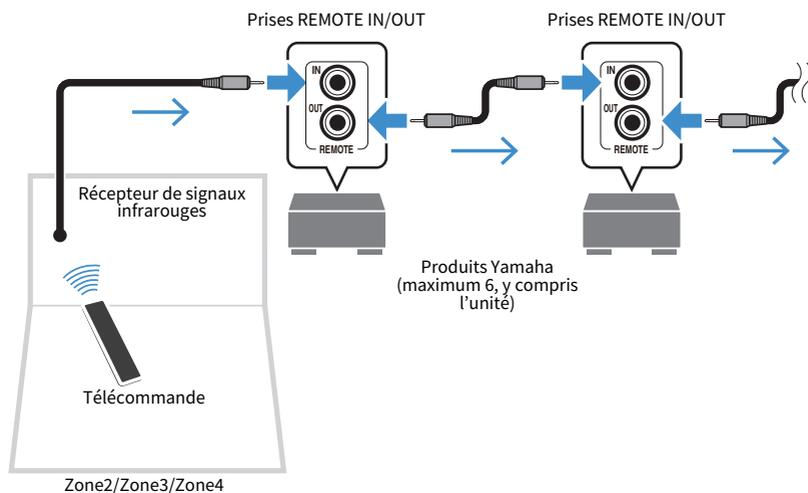 Prises REMOTE IN/OUT
Prises REMOTE IN/OUT
IN
OUT
REMOTE
IN
OUT
REMOTE
Récepteur de signaux
infrarouges
Produits Yamaha
(maximum 6, y compris
l’unité)
Télécommande
Zone2/Zone3/Zone4